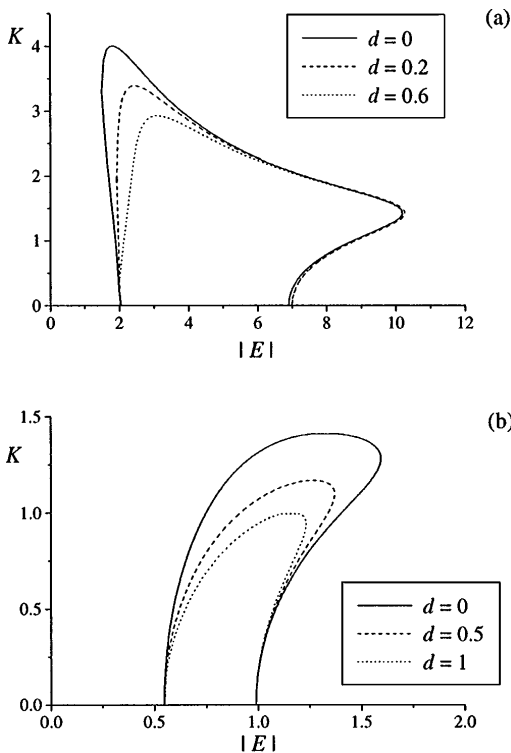 (a)
K
4
3
2
1
0
d = 0
d = 0.2
d = 0.6
0 2 4 6 8 10 12
| E |
(b)
K
1.5
1.0
0.5
0.0
d = 0
d = 0.5
d = 1
0.0 0.5 1.0 1.5 2.0
| E |